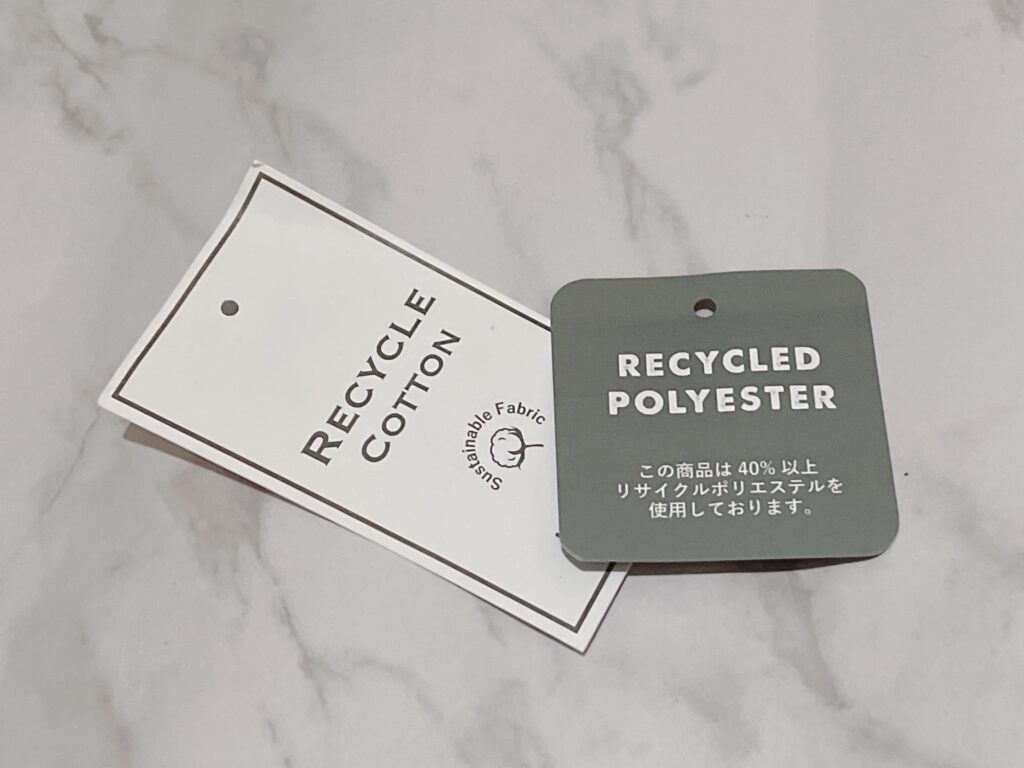 RECYCLE
COTTON
Sustainable Fabric
RECYCLED
POLYESTER
この商品は 40% 以上
リサイクルポリエステルを
使用しております。